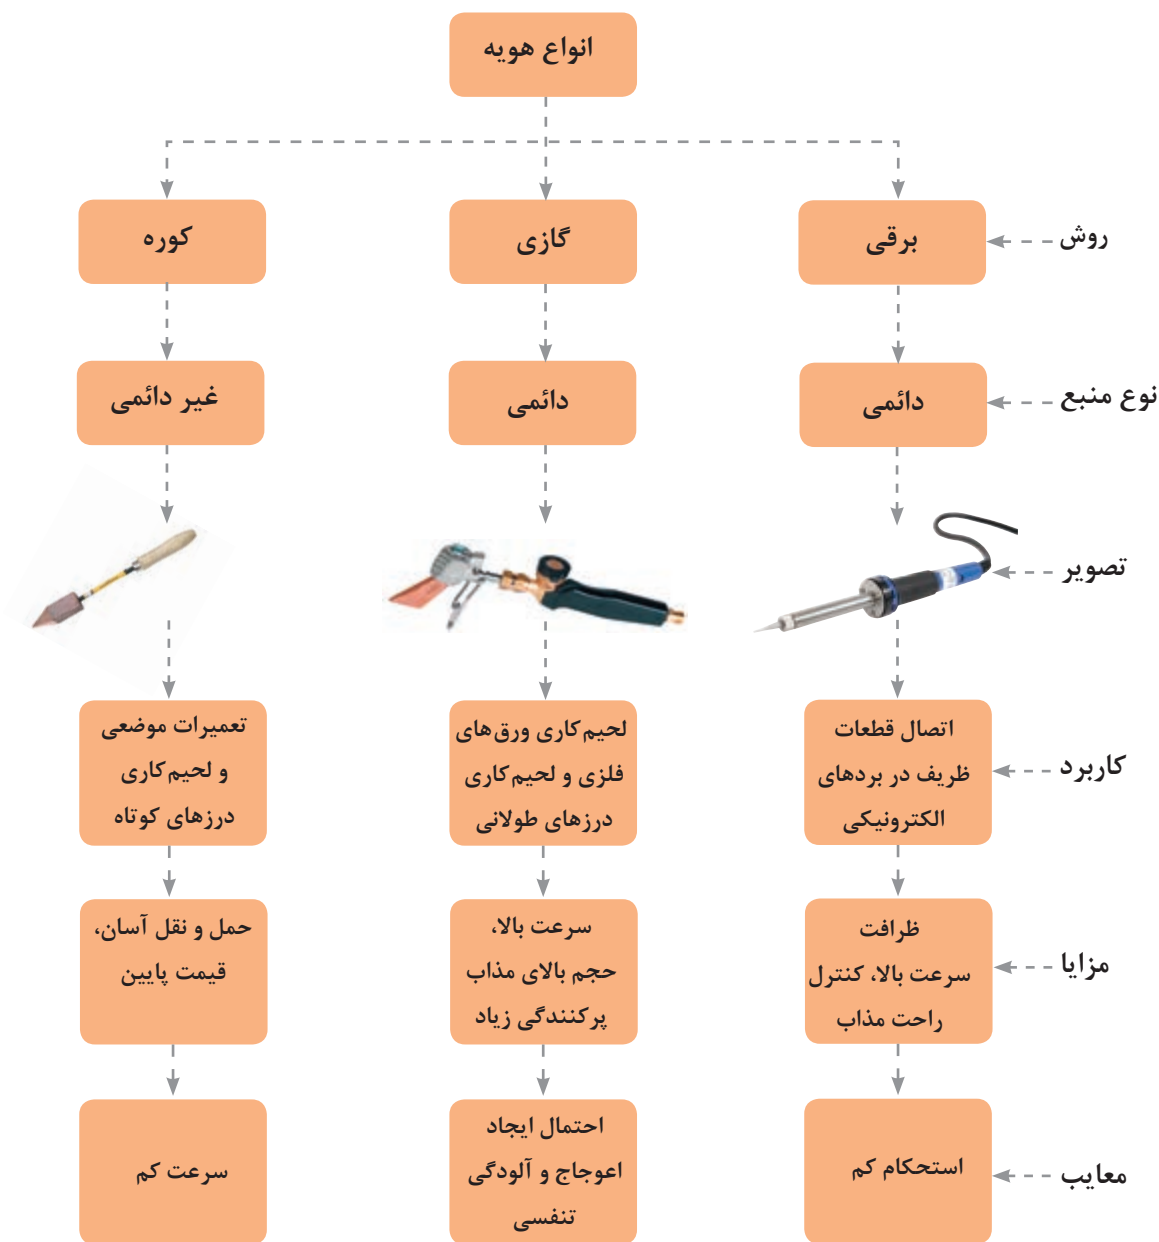 انواع هویه
روش
برقی
گازی
کوره
نوع منبع
دائمی
دائمی
غیر دائمی
تصویر
کاربرد
اتصال قطعات
ظریف در بردهای
الکترونیکی
لحیم‌کاری ورق‌های
فلزی و لحیم‌کاری
درزهای طولانی
تعمیرات موضعی
و لحیم‌کاری
درزهای کوتاه
مزایا
ظرافت
سرعت بالا، کنترل
راحت مذاب
سرعت بالا،
حجم بالای مذاب
پرکنندگی زیاد
حمل و نقل آسان،
قیمت پایین
معایب
استحکام کم
احتمال ایجاد
اعوجاج و آلودگی
تنفسی
سرعت کم